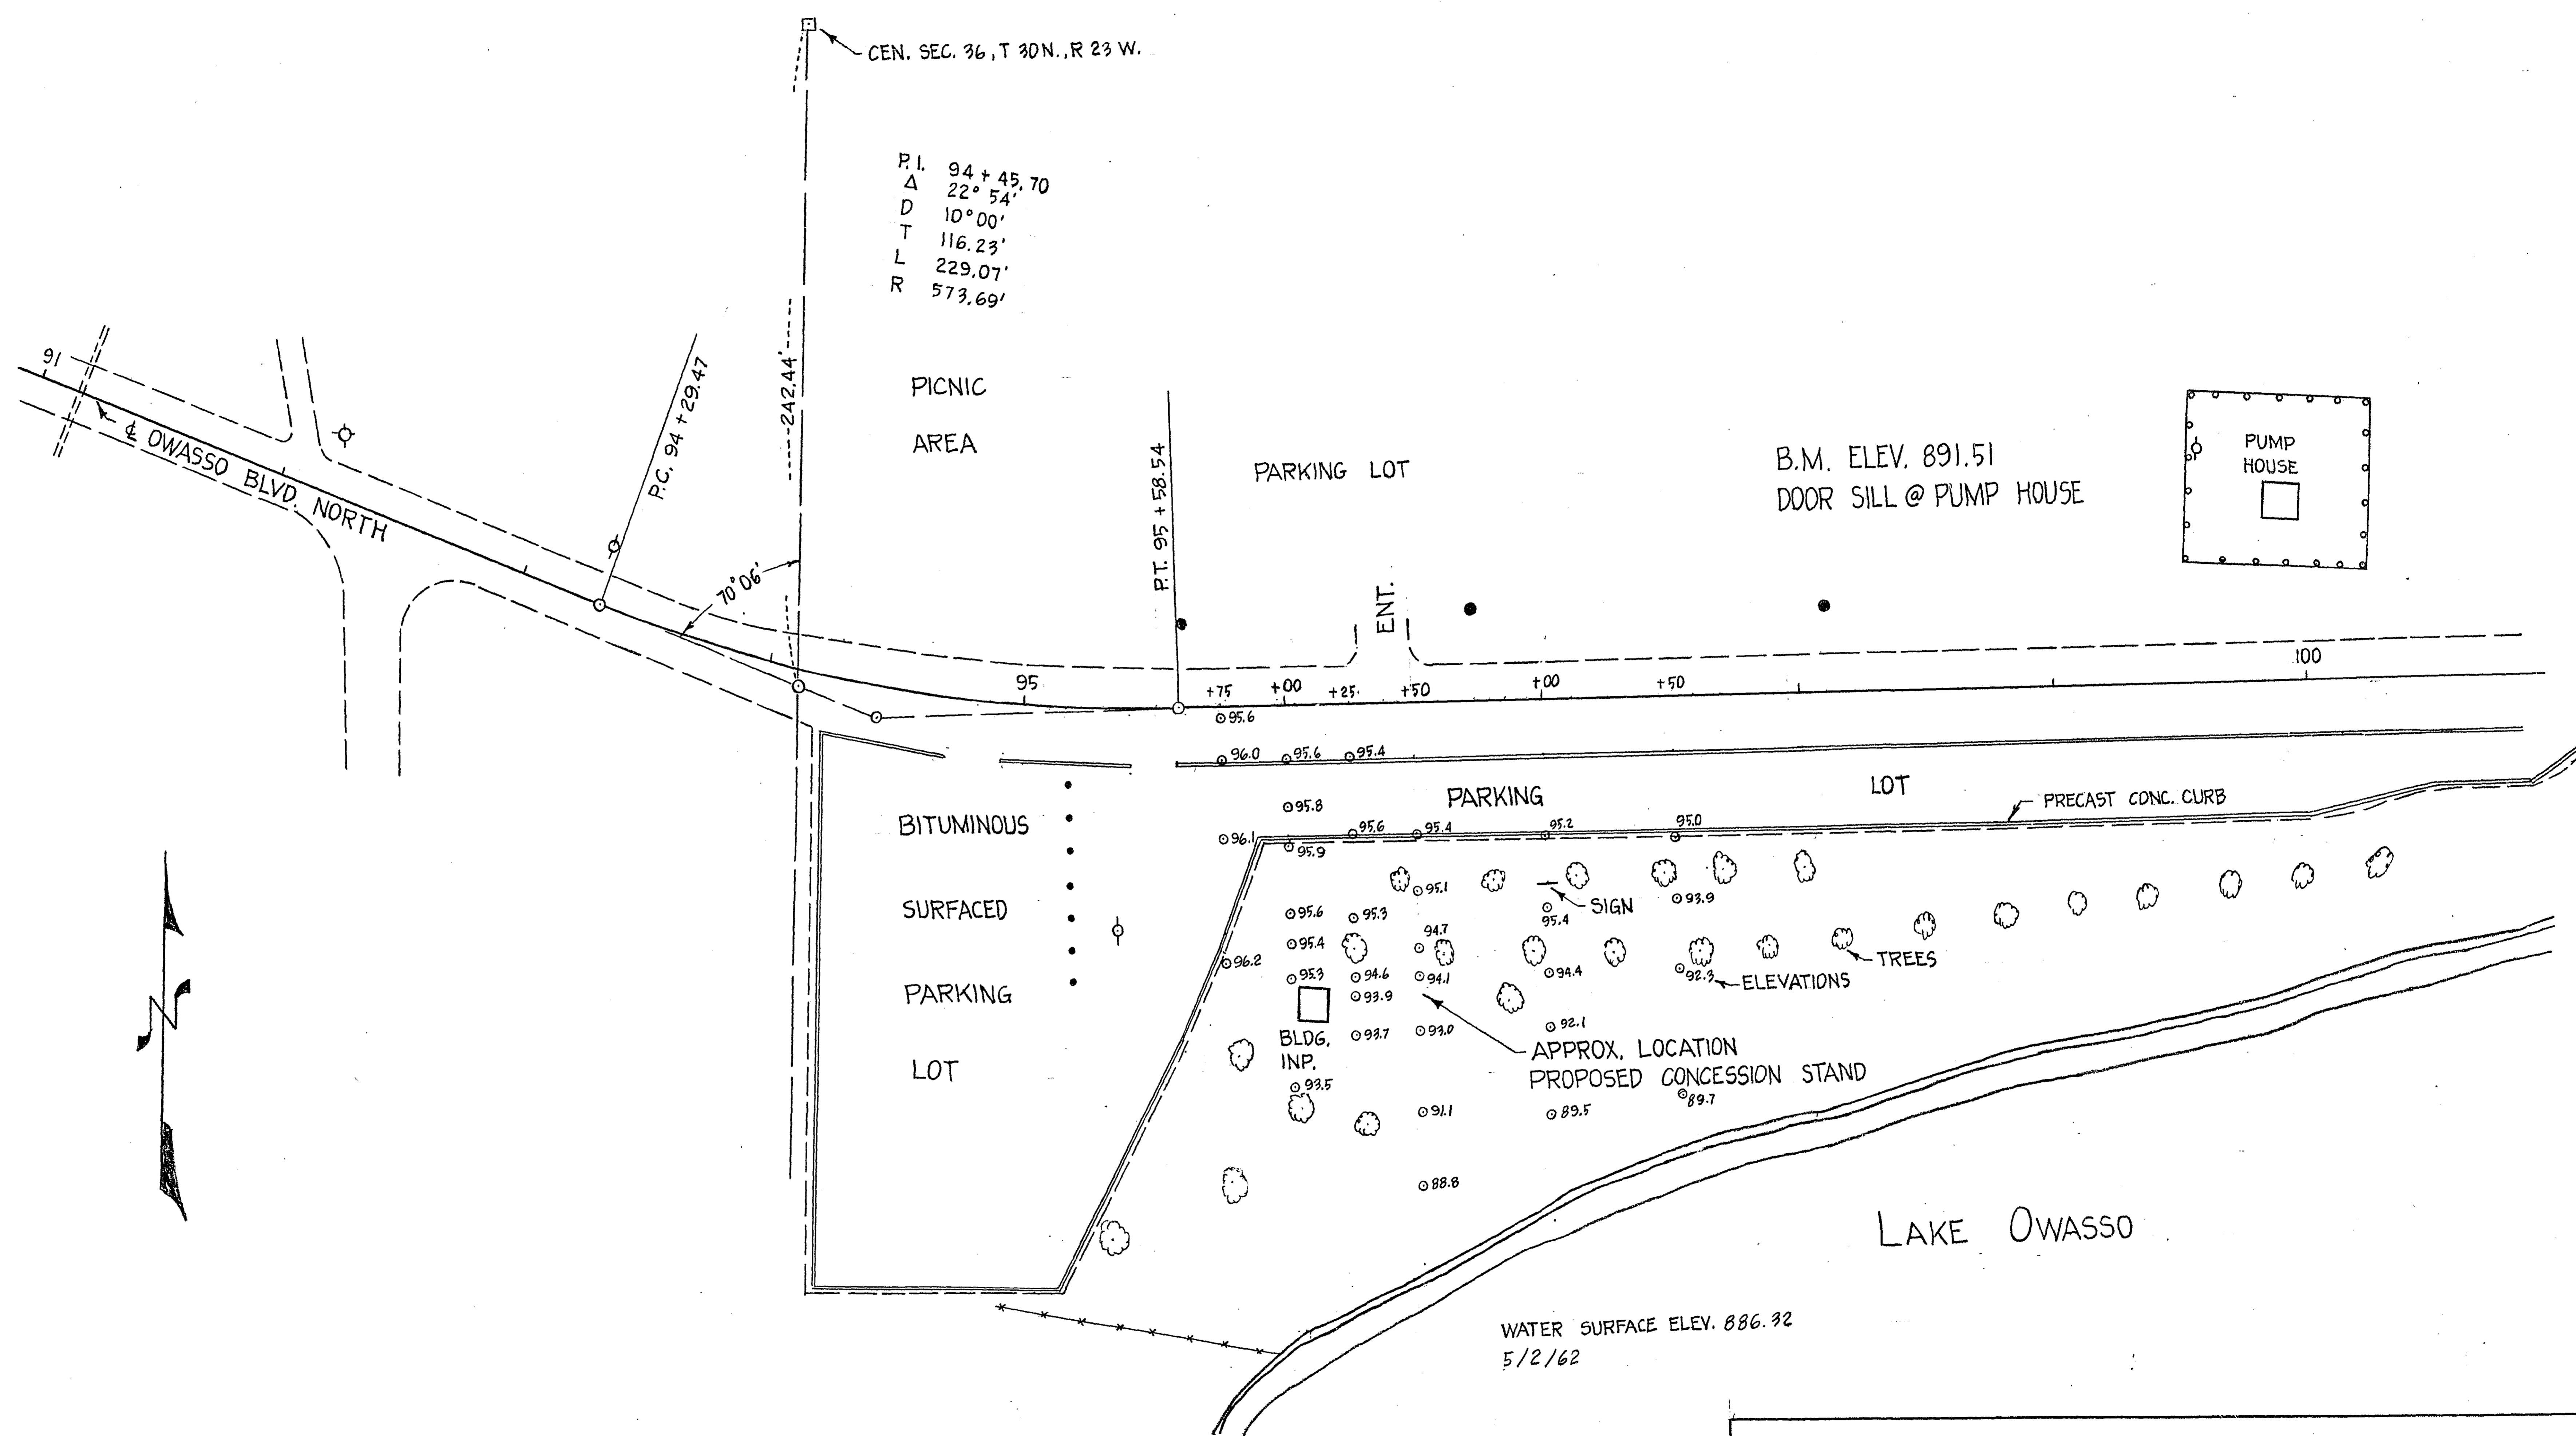 CEN. SEC. 36, T 30N., R 23 W.
P.I. 94 + 45.70
Δ 22° 54'
D 10° 00'
T 116.23'
L 229.07'
R 573.69'
242.44'
PICNIC
AREA
P.C. 94 + 29.47
P.T. 95 + 58.54
PARKING LOT
B.M. ELEV. 891.51
DOOR SILL @ PUMP HOUSE
PUMP
HOUSE
91
℄ OWASSO BLVD. NORTH
70°06'
ENT.
95
+75
+00
+25
+50
+00
+50
100
95.6
96.0
95.6
95.4
95.8
PARKING
LOT
PRECAST CONC. CURB
96.1
95.9
95.6
95.4
95.2
95.0
BITUMINOUS
SURFACED
PARKING
LOT
95.1
SIGN
93.9
95.6
95.3
95.4
95.4
94.7
TREES
96.2
95.3
94.6
94.1
94.4
92.3
ELEVATIONS
93.9
BLDG.
INP.
93.7
93.0
92.1
APPROX. LOCATION
PROPOSED CONCESSION STAND
93.5
91.1
89.5
89.7
88.8
LAKE OWASSO
WATER SURFACE ELEV. 886.32
5/2/62
N